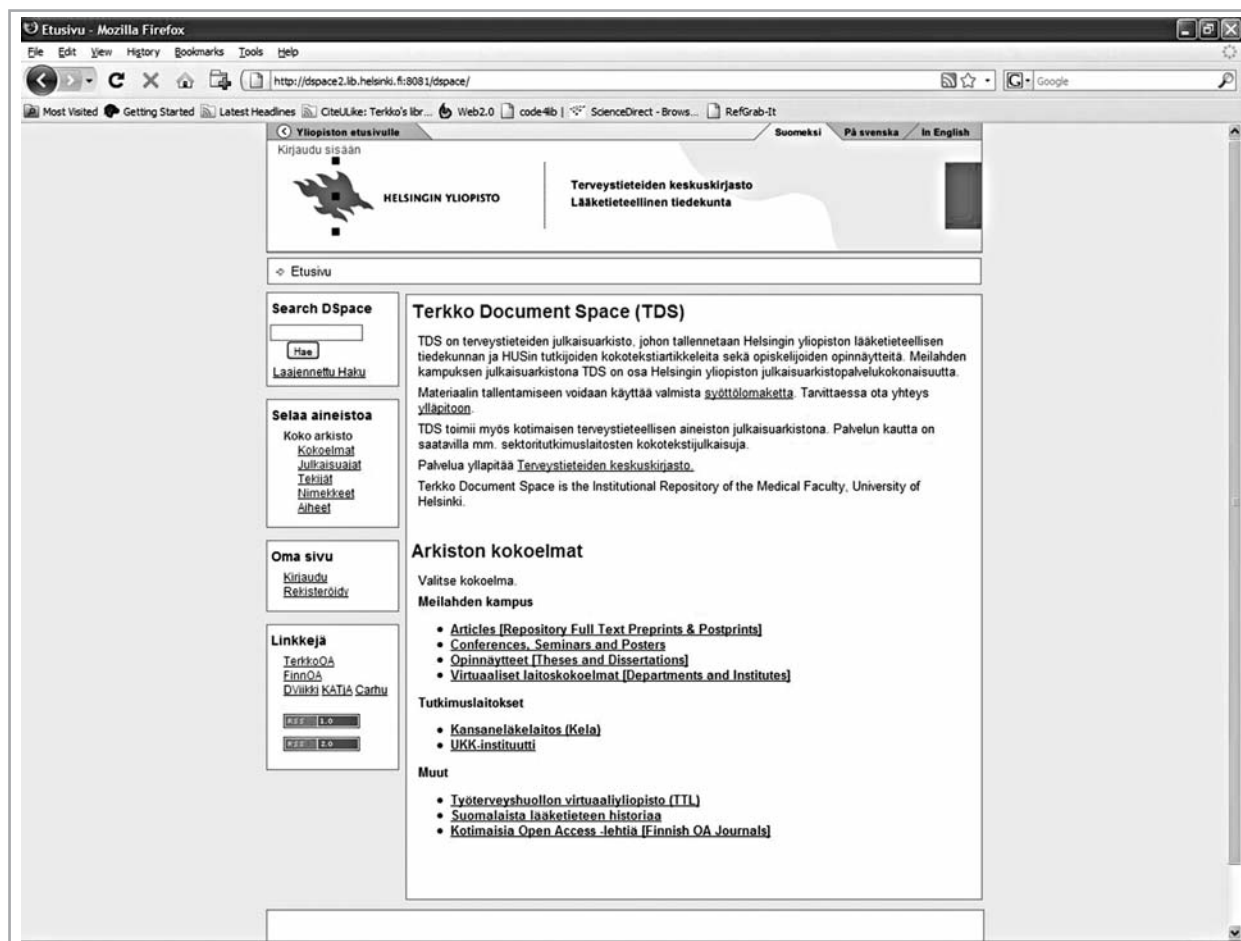 Etusivu - Mozilla Firefox
File Edit View History Bookmarks Tools Help
http://dspace2.lib.helsinki.fi:8081/dspace/
G Google
Most Visited Getting Started Latest Headlines CiteULike: Terkko's libr... Web2.0 code4lib | ScienceDirect - Brows... RefGrab-It
Yliopiston etusivulle Suomeksi På svenska In English
Kirjaudu sisään
HELSINGIN YLIOPISTO
Terveystieteiden keskuskirjasto
Lääketieteellinen tiedekunta
Etusivu
Search DSpace
Hae
Laajennettu Haku
Selaa aineistoa
Koko arkisto
Kokoelmat
Julkaisuajat
Tekijät
Nimekkeet
Aiheet
Oma sivu
Kirjaudu
Rekisteröidy
Linkkejä
TerkkoOA
FinnOA
DViikki KATJA Carhu
RSS 1.0
RSS 2.0
Terkko Document Space (TDS)
TDS on terveystieteiden julkaisuarkisto, johon tallennetaan Helsingin yliopiston lääketieteellisen
tiedekunnan ja HUSin tutkijoiden kokotekstiartikkeleita sekä opiskelijoiden opinnäytteitä. Meilahden
kampuksen julkaisuarkistona TDS on osa Helsingin yliopiston julkaisuarkistopalvelukokonaisuutta.
Materiaalin tallentamiseen voidaan käyttää valmista syöttölomaketta. Tarvittaessa ota yhteys
ylläpitoon.
TDS toimii myös kotimaisen terveystieteellisen aineiston julkaisuarkistona. Palvelun kautta on
saatavilla mm. sektoritutkimuslaitosten kokotekstijulkaisuja.
Palvelua yllapitää Terveystieteiden keskuskirjasto.
Terkko Document Space is the Institutional Repository of the Medical Faculty, University of
Helsinki.
Arkiston kokoelmat
Valitse kokoelma.
Meilahden kampus
• Articles [Repository Full Text Preprints & Postprints]
• Conferences, Seminars and Posters
• Opinnäytteet [Theses and Dissertations]
• Virtuaaliset laitoskokoelmat [Departments and Institutes]
Tutkimuslaitokset
• Kansaneläkelaitos (Kela)
• UKK-instituutti
Muut
• Työterveyshuollon virtuaaliyliopisto (TTL)
• Suomalaista lääketieteen historiaa
• Kotimaisia Open Access -lehtiä [Finnish OA Journals]